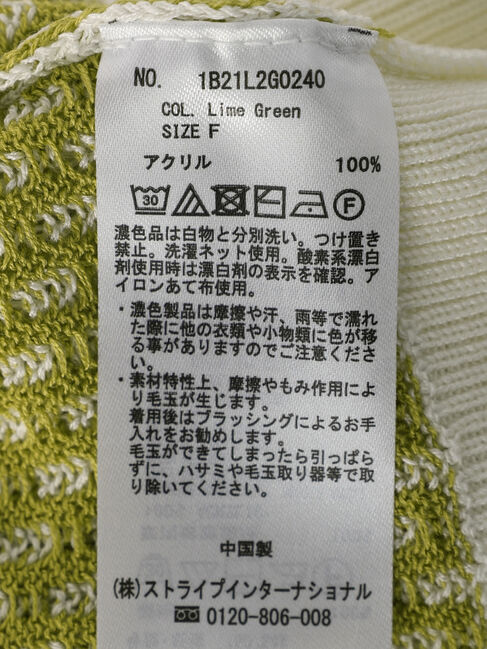 NO. 1B21L2G0240
COL. Lime Green
SIZE F
アクリル 100%
30 F
濃色品は白物と分別洗い。つけ置き
禁止。洗濯ネット使用。酸素系漂白
剤使用時は漂白剤の表示を確認。ア
イロンあて布使用。
・濃色製品は摩擦や汗、雨等で濡れ
た際に他の衣類や小物類に色が移
る事がありますのでご注意くださ
い。
・素材特性上、摩擦やもみ作用によ
り毛玉が生じます。
着用後はブラッシングによるお手
入れをお勧めします。
毛玉ができてしまったら引っぱら
ずに、ハサミや毛玉取り器等で取
り除いてください。
中国製
(株)ストライプインターナショナル
0120-806-008